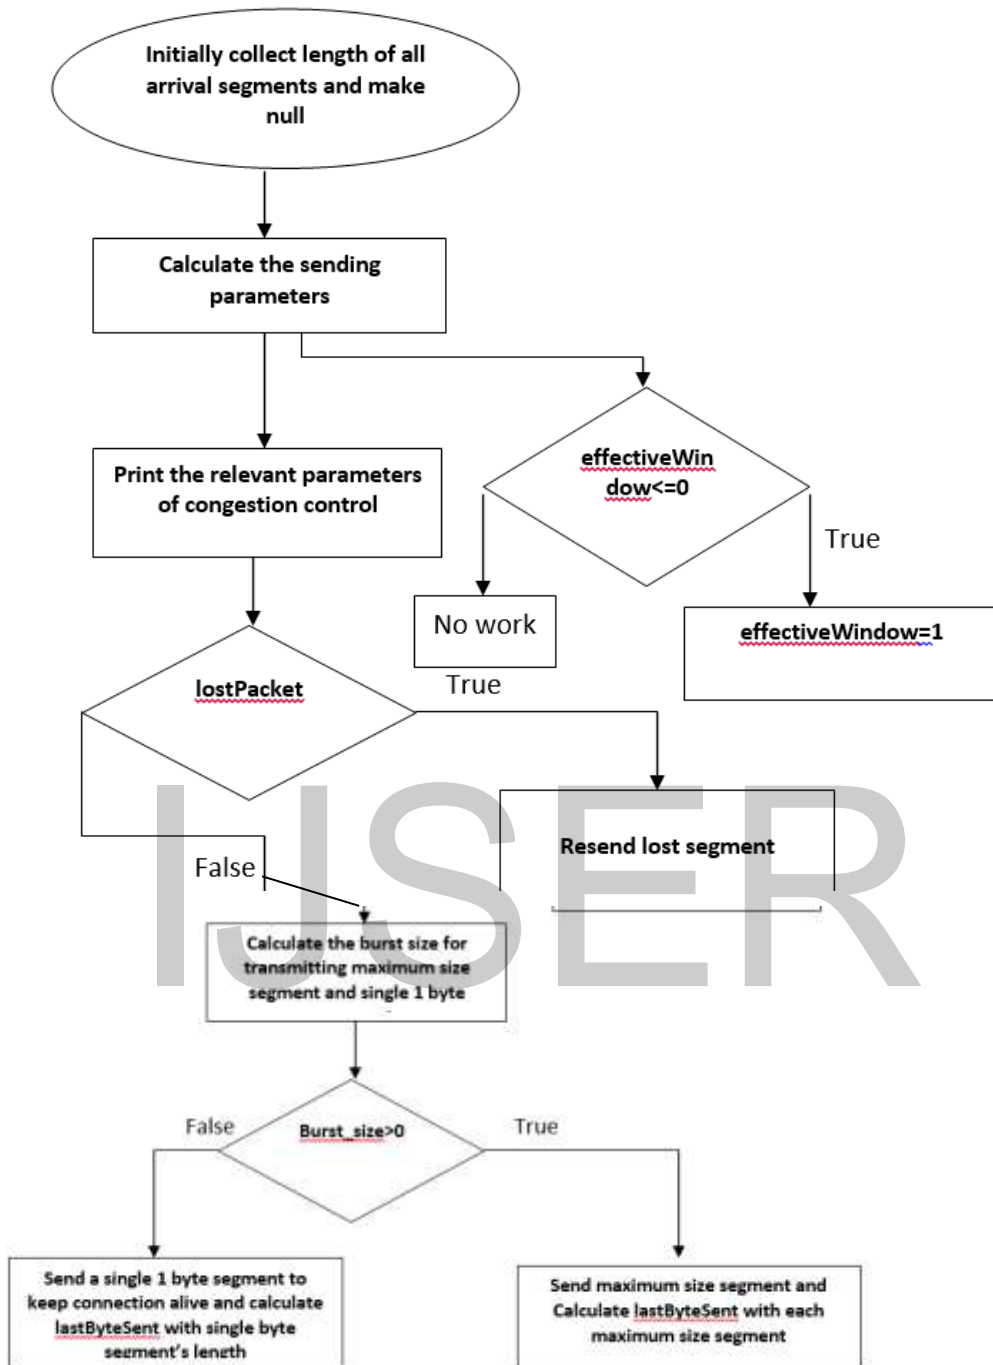 Initially collect length of all
arrival segments and make
null
Calculate the sending
parameters
Print the relevant parameters
of congestion control
effectiveWin
dow<=0
True
No work
effectiveWindow=1
lostPacket
True
Resend lost segment
False
IJSER
Calculate the burst size for
transmitting maximum size
segment and single 1 byte
Burst_size>0
False
True
Send a single 1 byte segment to
keep connection alive and calculate
lastByteSent with single byte
segment's length
Send maximum size segment and
Calculate lastByteSent with each
maximum size segment